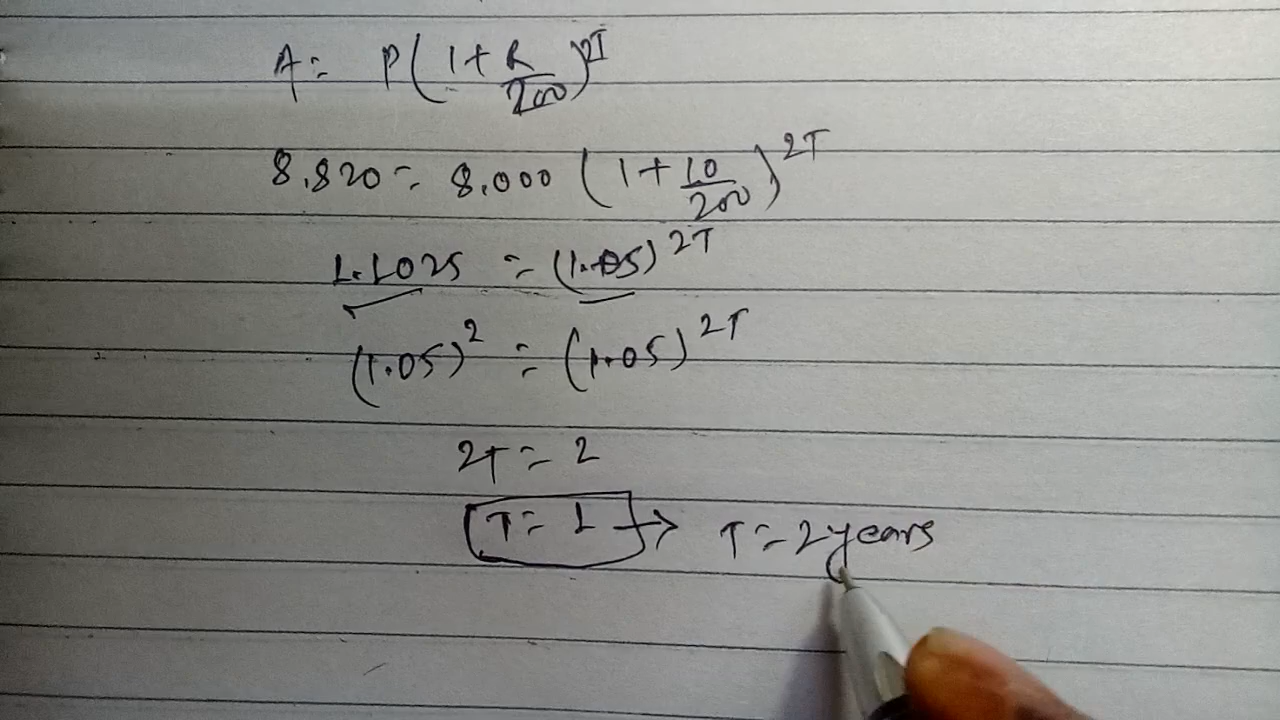 A = P(1 + R/200)^2T
8,820 = 8,000 (1 + 10/200)^2T
1.1025 = (1.05)^2T
(1.05)^2 = (1.05)^2T
2T = 2
T = 1 → T = 2 years